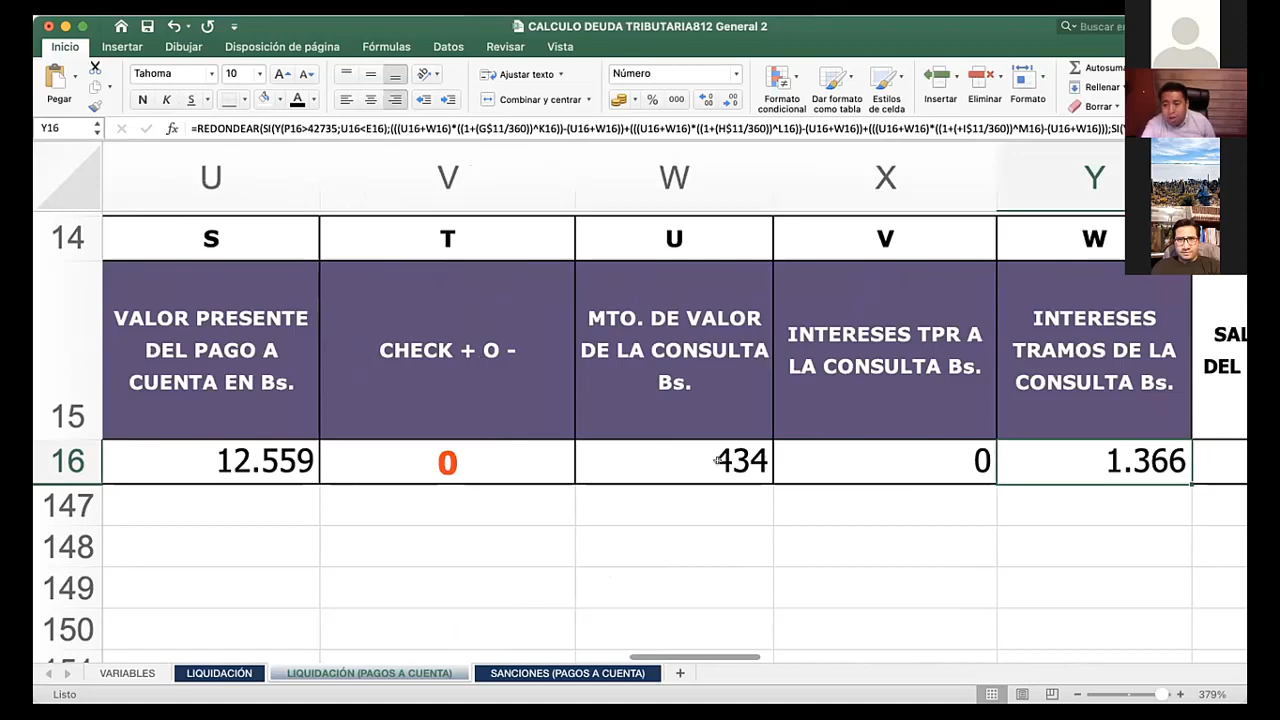 CALCULO DEUDA TRIBUTARIA812 General 2
Buscar en
Inicio Insertar Dibujar Disposición de página Fórmulas Datos Revisar Vista
Pegar
Tahoma 10
N K S A
Ajustar texto
Combinar y centrar
Número
% 000
Formato condicional
Dar formato como tabla
Estilos de celda
Insertar Eliminar Formato
Autosuma
Rellenar
Borrar
Y16 fx =REDONDEAR(SI(Y(P16>42735;U16<E16);(((U16+W16)*((1+(G$11/360))^K16))-(U16+W16))+(((U16+W16)*((1+(H$11/360))^L16))-(U16+W16))+(((U16+W16)*((1+(+I$11/360))^M16)-(U16+W16)));SI(Y
U V W X Y
14 S T U V W
15
VALOR PRESENTE DEL PAGO A CUENTA EN Bs.
CHECK + O -
MTO. DE VALOR DE LA CONSULTA Bs.
INTERESES TPR A LA CONSULTA Bs.
INTERESES TRAMOS DE LA CONSULTA Bs.
SAL
DEL
16 12.559 0 434 0 1.366
147
148
149
150
VARIABLES LIQUIDACIÓN LIQUIDACIÓN (PAGOS A CUENTA) SANCIONES (PAGOS A CUENTA) +
Listo 379%